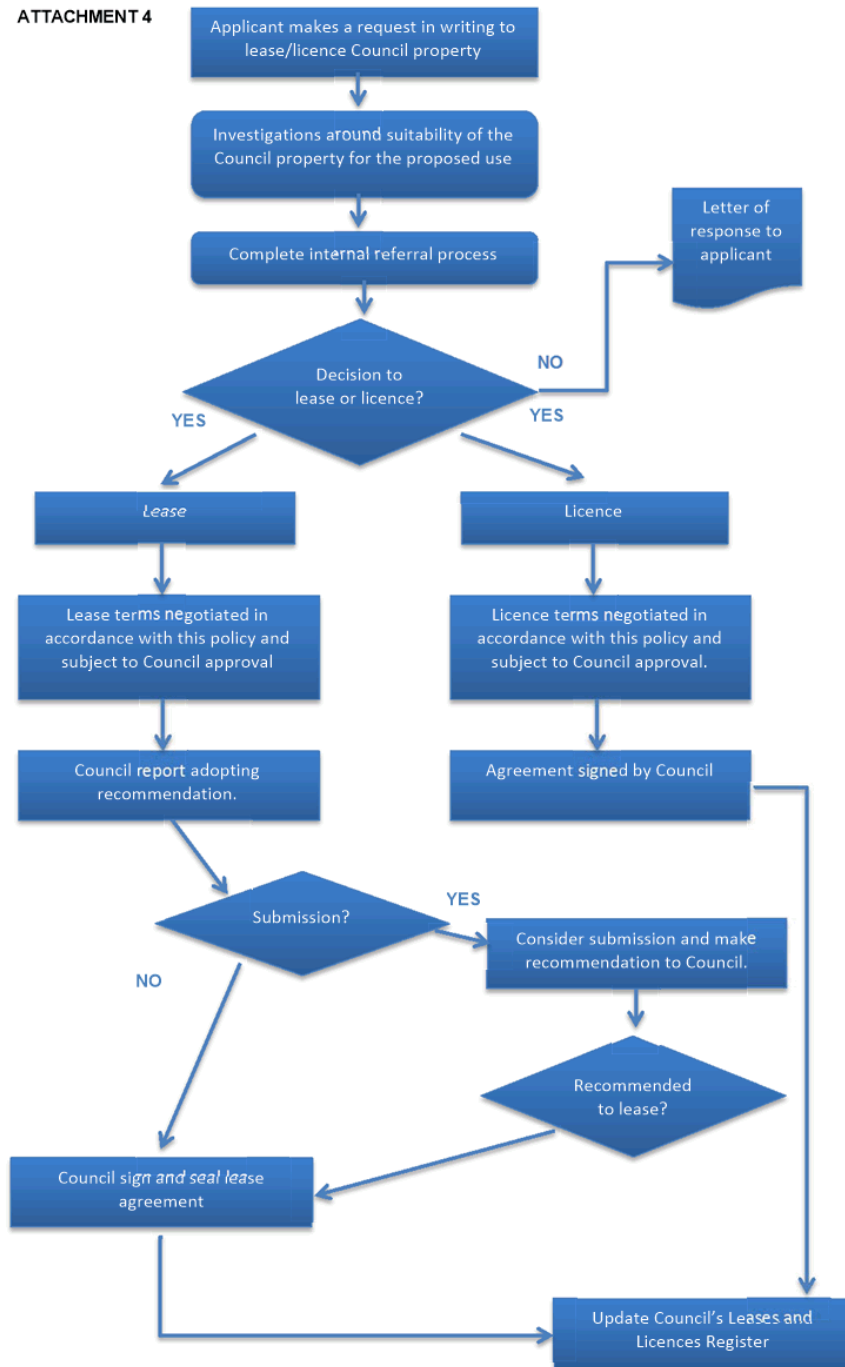 ATTACHMENT 4
Applicant makes a request in writing to
lease/licence Council property
Investigations around suitability of the
Council property for the proposed use
Complete internal referral process
Letter of
response to
applicant
Decision to
lease or licence?
NO
YES
YES
Lease
Licence
Lease terms negotiated in
accordance with this policy and
subject to Council approval
Licence terms negotiated in
accordance with this policy and
subject to Council approval.
Council report adopting
recommendation.
Agreement signed by Council
Submission?
YES
Consider submission and make
recommendation to Council.
NO
Recommended
to lease?
Council sign and seal lease
agreement
Update Council's Leases and
Licences Register